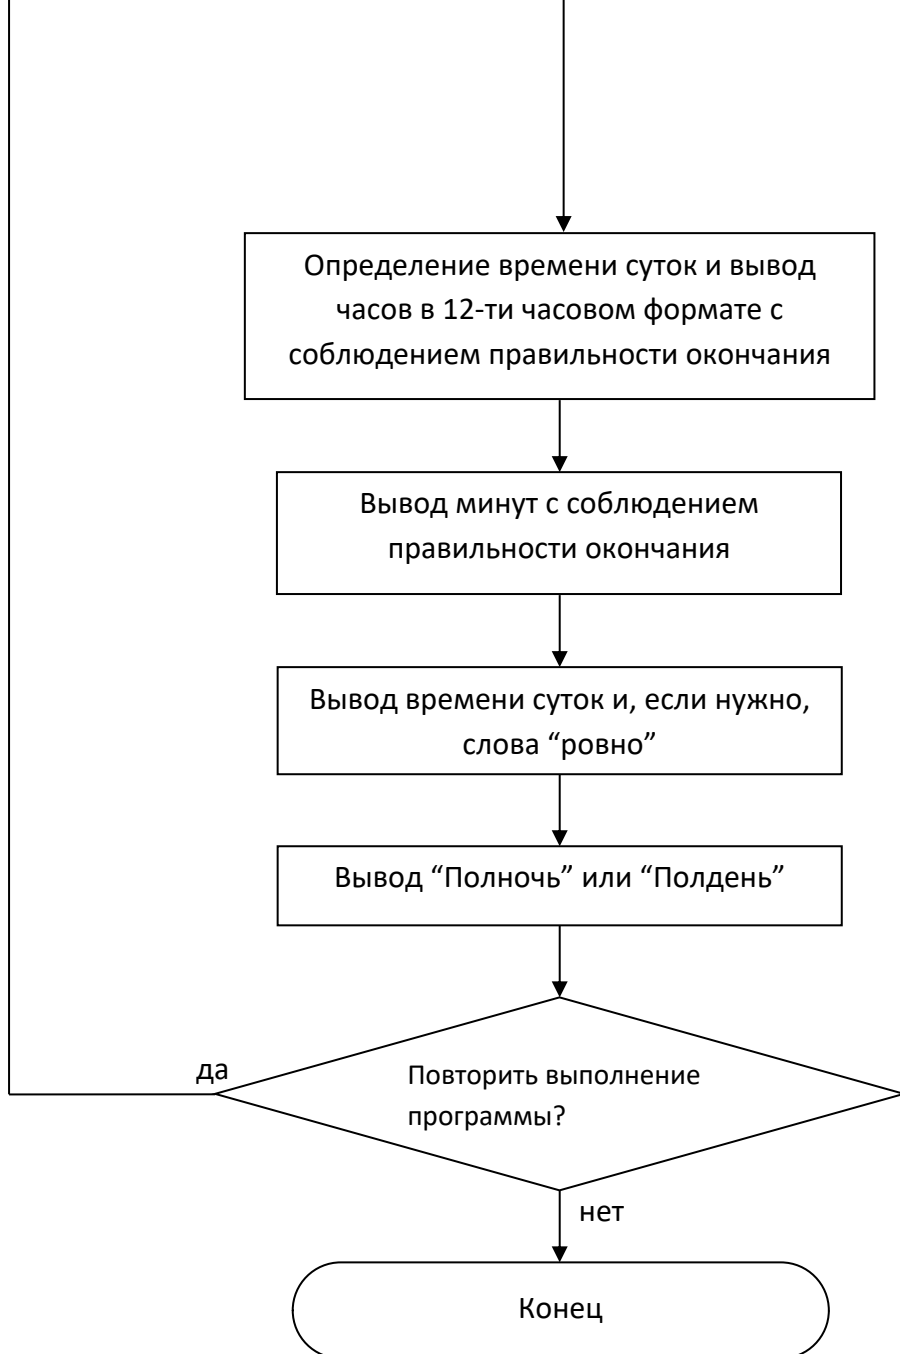 Определение времени суток и вывод
часов в 12-ти часовом формате с
соблюдением правильности окончания
Вывод минут с соблюдением
правильности окончания
Вывод времени суток и, если нужно,
слова “ровно”
Вывод “Полночь” или “Полдень”
да
Повторить выполнение
программы?
нет
Конец